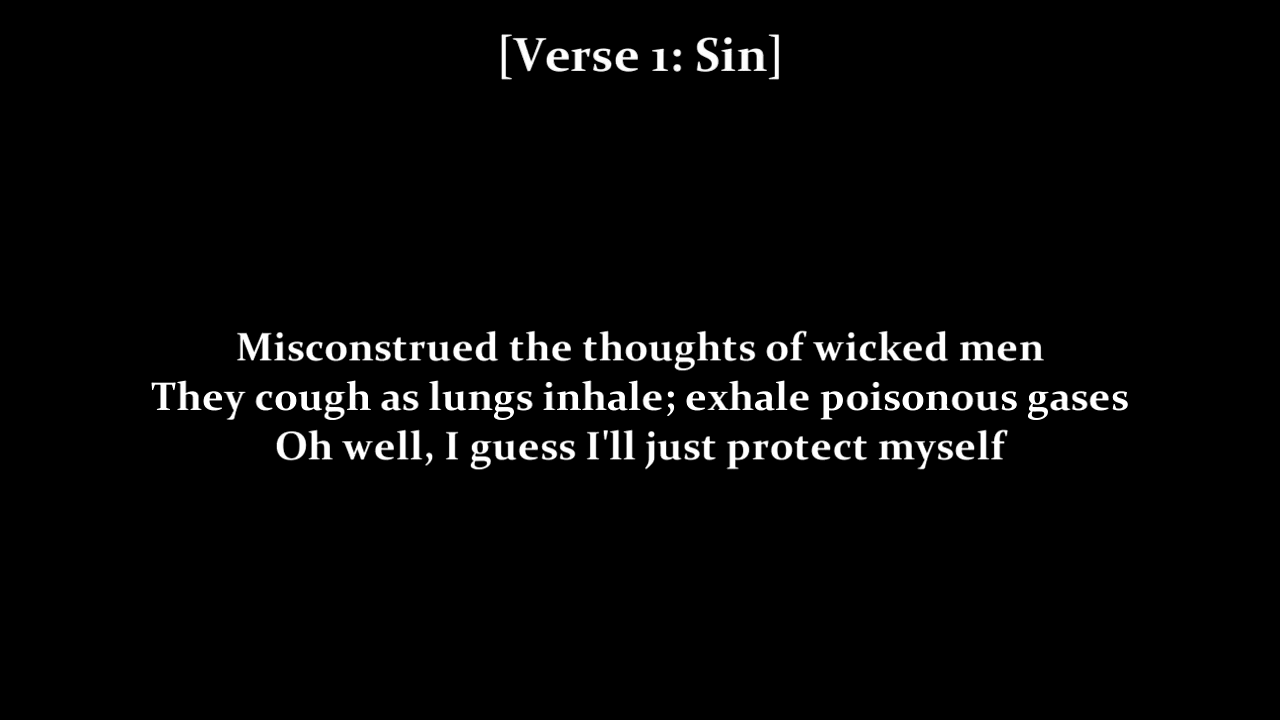 [Verse 1: Sin]
Misconstrued the thoughts of wicked men
They cough as lungs inhale; exhale poisonous gases
Oh well, I guess I'll just protect myself